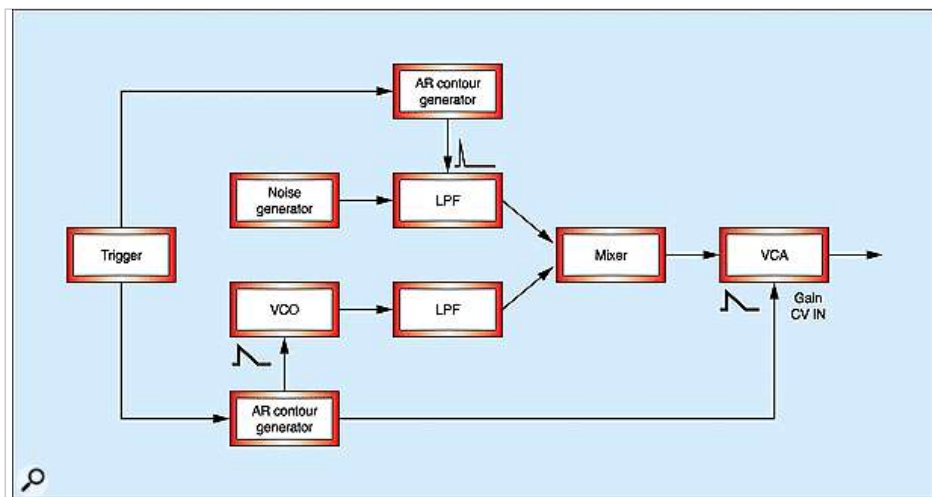 AR contour
generator
Noise
generator
LPF
Trigger
Mixer
VCA
VCO
LPF
Gain
CV IN
AR contour
generator